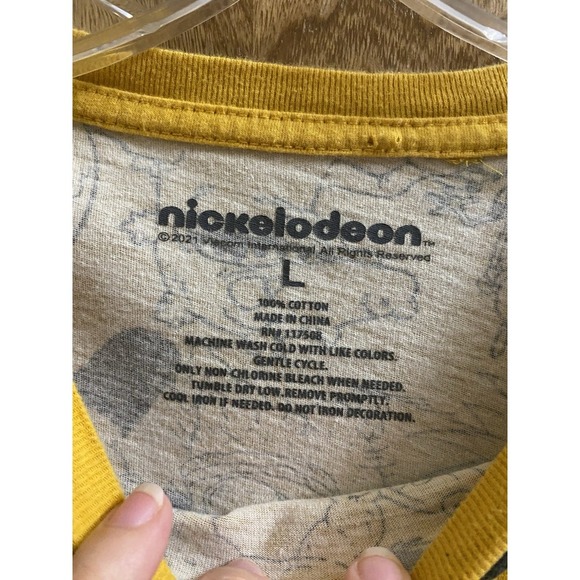 nickelodeon™
©2021 Viacom International All Rights Reserved
L
100% COTTON
MADE IN CHINA
RN# 117508
MACHINE WASH COLD WITH LIKE COLORS.
GENTLE CYCLE.
ONLY NON-CHLORINE BLEACH WHEN NEEDED.
TUMBLE DRY LOW.REMOVE PROMPTLY.
COOL IRON IF NEEDED. DO NOT IRON DECORATION.